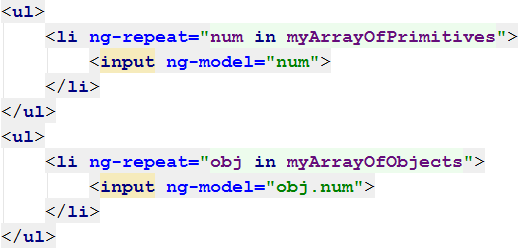 <ul>
    <li ng-repeat="num in myArrayOfPrimitives">
        <input ng-model="num">
    </li>
</ul>
<ul>
    <li ng-repeat="obj in myArrayOfObjects">
        <input ng-model="obj.num">
    </li>
</ul>